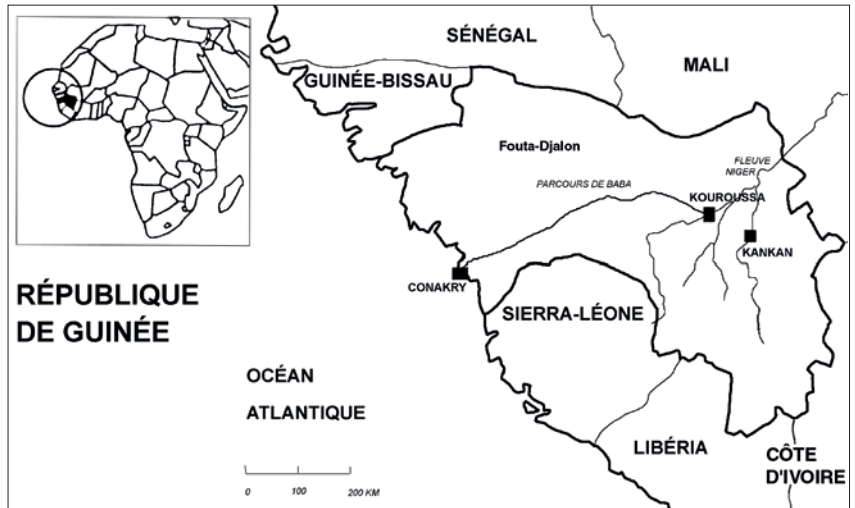 SÉNÉGAL
MALI
GUINÉE-BISSAU
Fouta-Djalon
FLEUVE
NIGER
PARCOURS DE BABA
KOUROUSSA
KANKAN
CONAKRY
RÉPUBLIQUE
DE GUINÉE
SIERRA-LÉONE
OCÉAN
ATLANTIQUE
LIBÉRIA
CÔTE
D'IVOIRE
0 100 200 KM